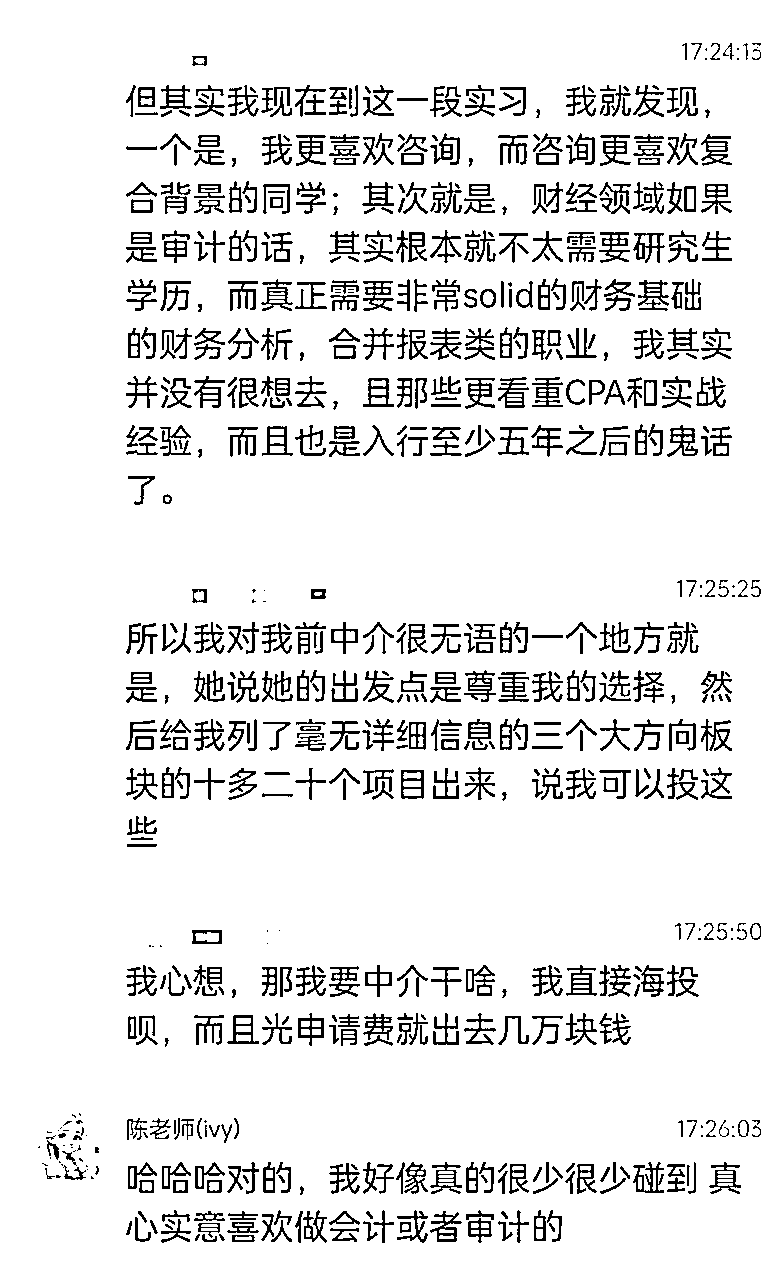 17:24:13
但其实我现在到这一段实习，我就发现，
一个是，我更喜欢咨询，而咨询更喜欢复
合背景的同学；其次就是，财经领域如果
是审计的话，其实根本就不太需要研究生
学历，而真正需要非常solid的财务基础
的财务分析，合并报表类的职业，我其实
并没有很想去，且那些更看重CPA和实战
经验，而且也是入行至少五年之后的鬼话
了。
17:25:25
所以我对我前中介很无语的一个地方就
是，她说她的出发点是尊重我的选择，然
后给我列了毫无详细信息的三个大方向板
块的十多二十个项目出来，说我可以投这
些
17:25:50
我心想，那我要中介干啥，我直接海投
呗，而且光申请费就出去几万块钱
陈老师(ivy) 17:26:03
哈哈哈对的，我好像真的很少很少碰到 真
心实意喜欢做会计或者审计的